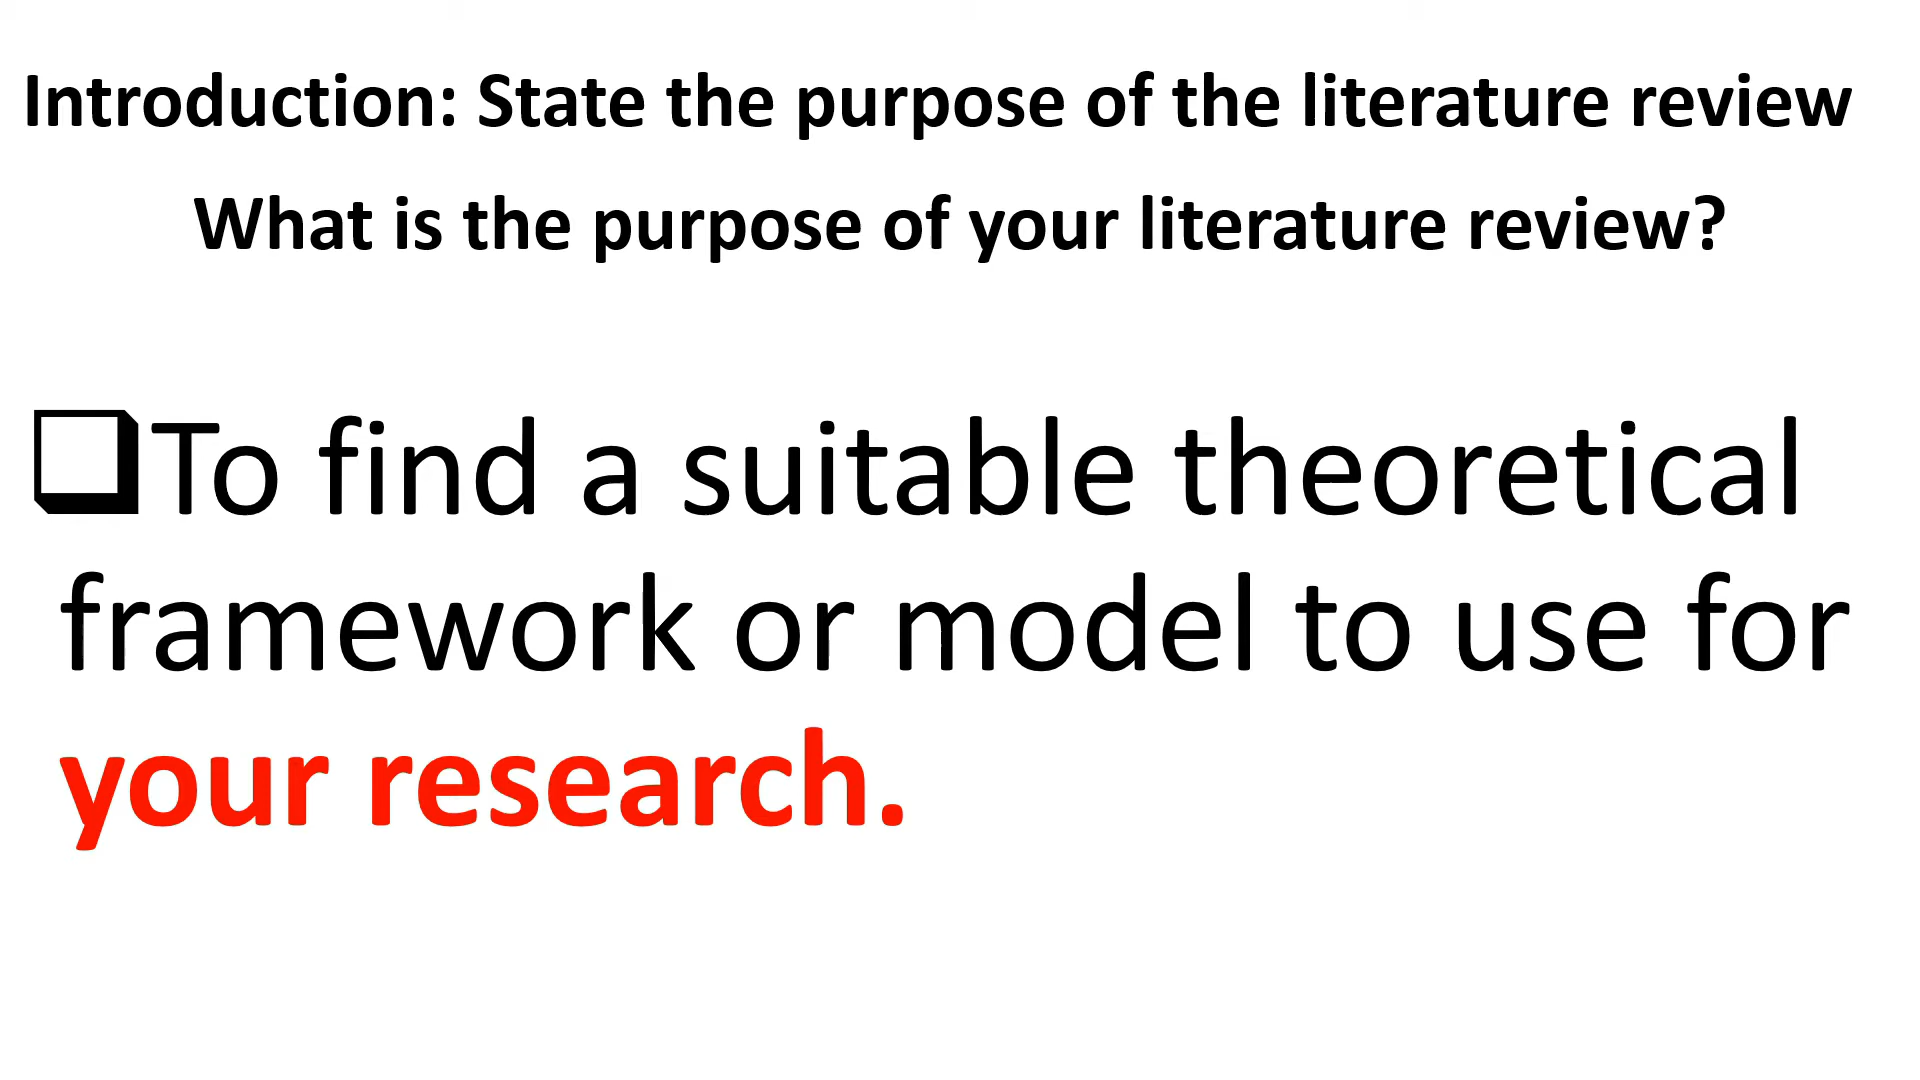 Introduction: State the purpose of the literature review
What is the purpose of your literature review?
❑To find a suitable theoretical
framework or model to use for
your research.